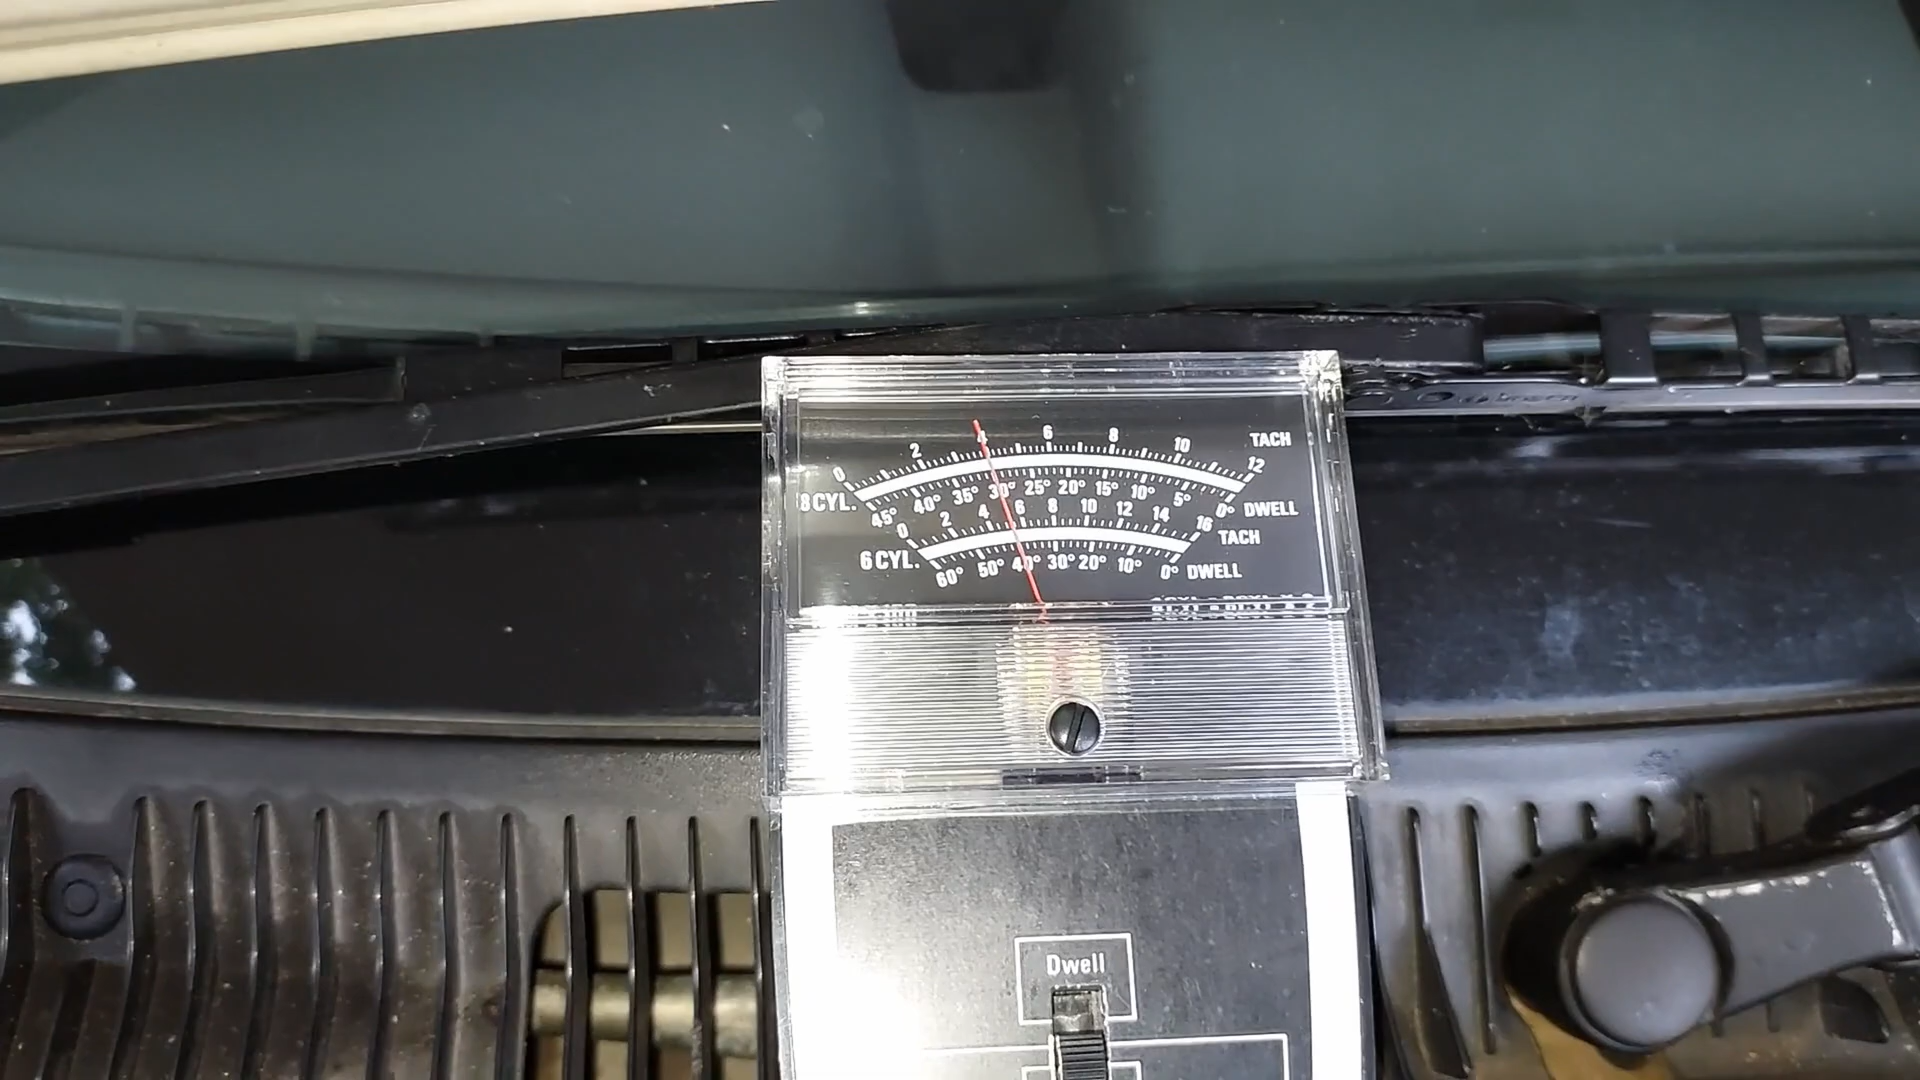 0 2 4 6 8 10 12 TACH
8 CYL. 45° 40° 35° 30° 25° 20° 15° 10° 5° 0° DWELL
0 2 4 6 8 10 12 14 16 TACH
6 CYL. 60° 50° 40° 30° 20° 10° 0° DWELL
Dwell